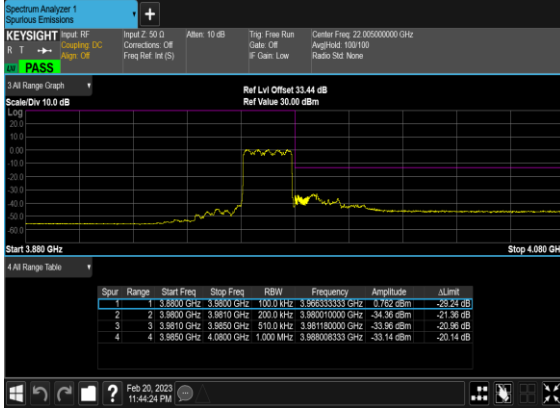 Spectrum Analyzer 1
Spurious Emissions
+
KEYSIGHT Input: RF Input Z: 50 Ω Atten: 10 dB Trig: Free Run Center Freq: 22.005000000 GHz
R T Coupling: DC Corrections: Off Gate: Off Avg|Hold: 100/100
Align: Off Freq Ref: Int (S) IF Gain: Low Radio Std: None
LXI PASS
3 All Range Graph
Ref Lvl Offset 33.44 dB
Scale/Div 10.0 dB Ref Value 30.00 dBm
Log
20.0
10.0
0.00
-10.0
-20.0
-30.0
-40.0
-50.0
-60.0
Start 3.880 GHz Stop 4.080 GHz
4 All Range Table
Spur Range Start Freq Stop Freq RBW Frequency Amplitude ΔLimit
1 1 3.8800 GHz 3.9800 GHz 100.0 kHz 3.966333333 GHz 0.762 dBm -29.24 dB
2 2 3.9800 GHz 3.9810 GHz 200.0 kHz 3.980010000 GHz -34.36 dBm -21.36 dB
3 3 3.9810 GHz 3.9850 GHz 510.0 kHz 3.981180000 GHz -33.96 dBm -20.96 dB
4 4 3.9850 GHz 4.0800 GHz 1.000 MHz 3.988008333 GHz -33.14 dBm -20.14 dB
? Feb 20, 2023
11:44:24 PM